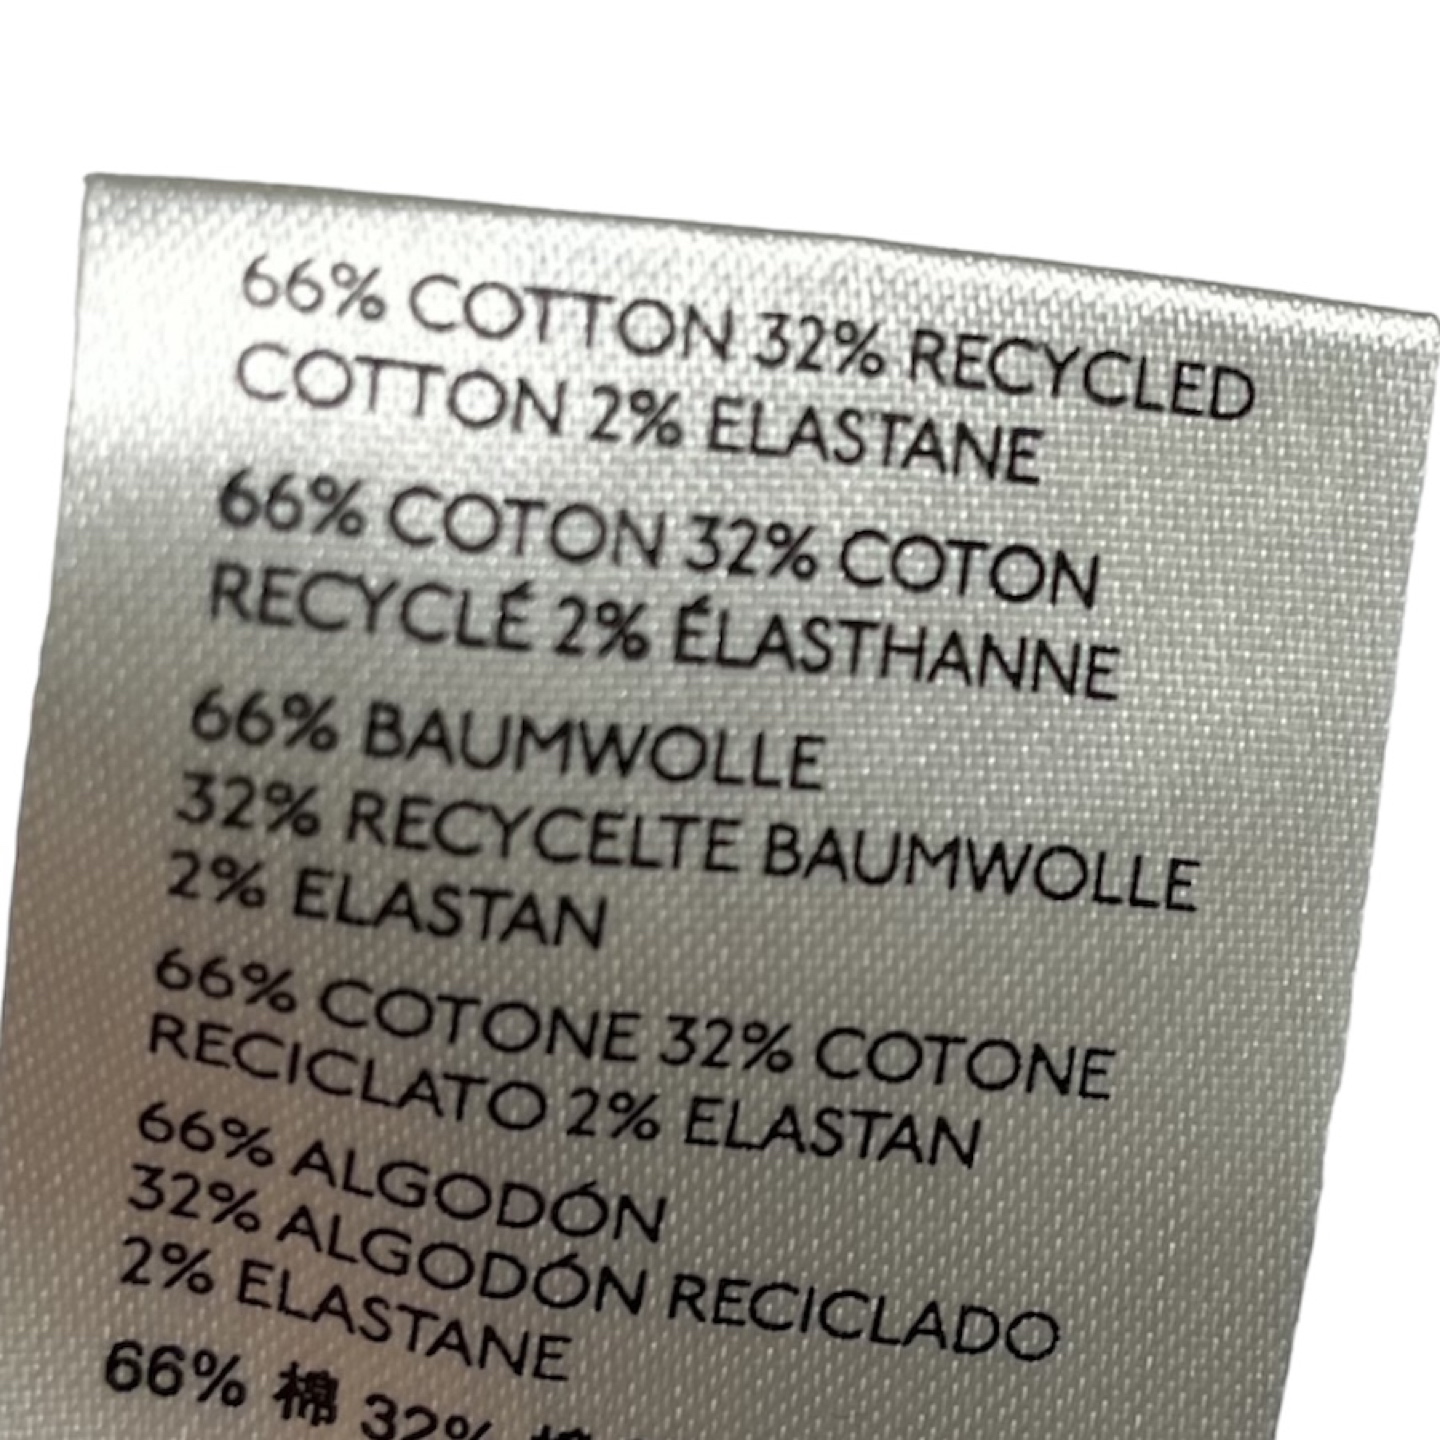 66% COTTON 32% RECYCLED
COTTON 2% ELASTANE
66% COTON 32% COTON
RECYCLÉ 2% ÉLASTHANNE
66% BAUMWOLLE
32% RECYCELTE BAUMWOLLE
2% ELASTAN
66% COTONE 32% COTONE
RECICLATO 2% ELASTAN
66% ALGODÓN
32% ALGODÓN RECICLADO
2% ELASTANE
66% 棉 32%